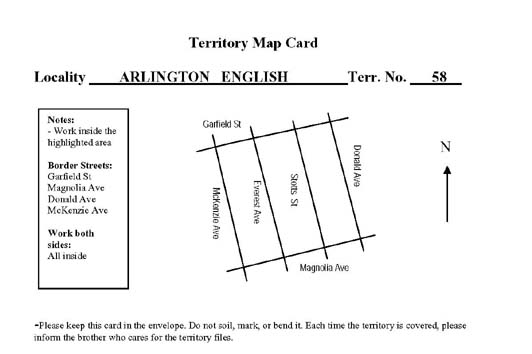 Territory Map Card
Locality ARLINGTON ENGLISH Terr. No. 58
Notes:
- Work inside the
highlighted area
Border Streets:
Garfield St
Magnolia Ave
Donald Ave
McKenzie Ave
Work both
sides:
All inside
Garfield St
McKenzie Ave
Everest Ave
Stotts St
Donald Ave
Magnolia Ave
N
-Please keep this card in the envelope. Do not soil, mark, or bend it. Each time the territory is covered, please
inform the brother who cares for the territory files.